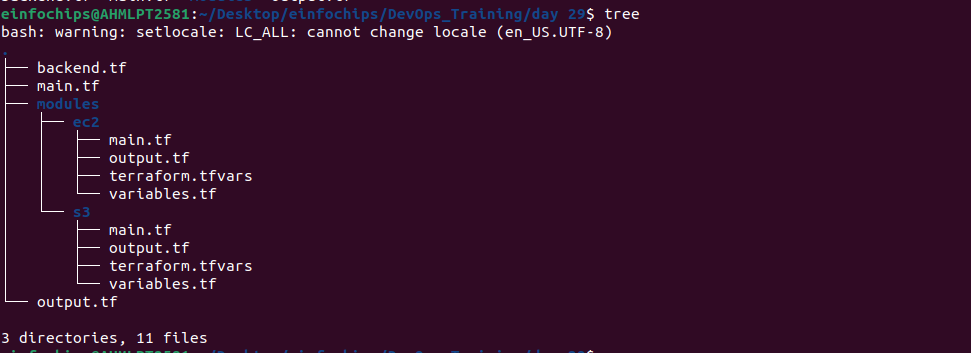 einfochips@AHMLPT2581:~/Desktop/einfochips/DevOps_Training/day 29$ tree
bash: warning: setlocale: LC_ALL: cannot change locale (en_US.UTF-8)
.
├── backend.tf
├── main.tf
├── modules
│   ├── ec2
│   │   ├── main.tf
│   │   ├── output.tf
│   │   ├── terraform.tfvars
│   │   └── variables.tf
│   └── s3
│       ├── main.tf
│       ├── output.tf
│       ├── terraform.tfvars
│       └── variables.tf
└── output.tf
3 directories, 11 files